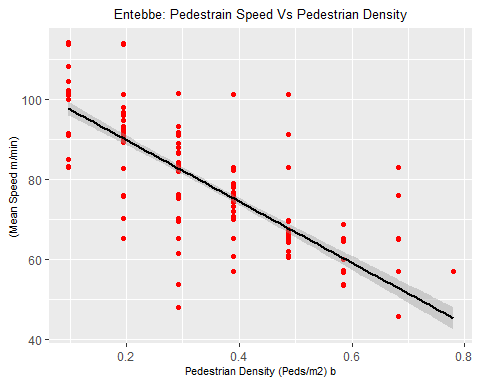 Entebbe: Pedestrain Speed Vs Pedestrian Density
(Mean Speed m/min)
100
80
60
40
0.2 0.4 0.6 0.8
Pedestrian Density (Peds/m2) b